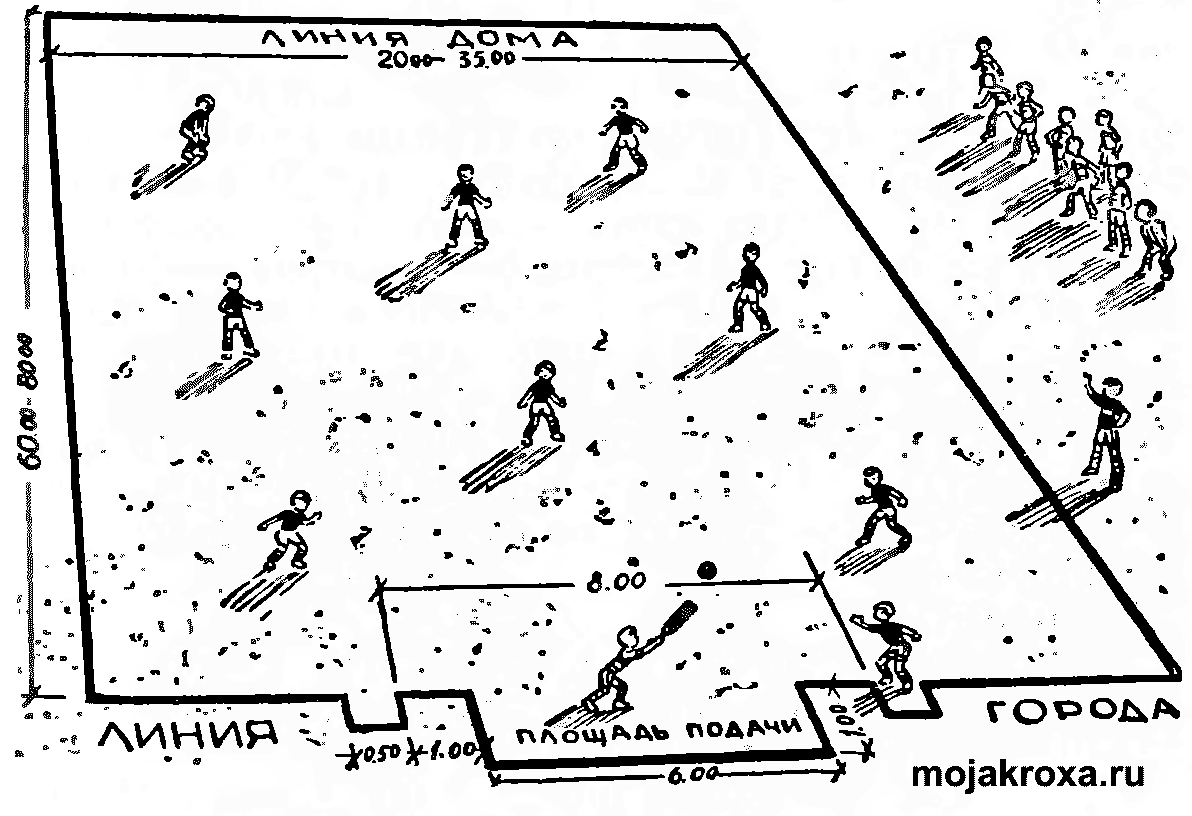 ЛИНИЯ ДОМА
20.00- 35.00
60.00-80.00
8.00
ЛИНИЯ
ПЛОЩАДЬ ПОДАЧИ
ГОРОДА
0.50
1.00
1.00
6.00
mojakroxa.ru